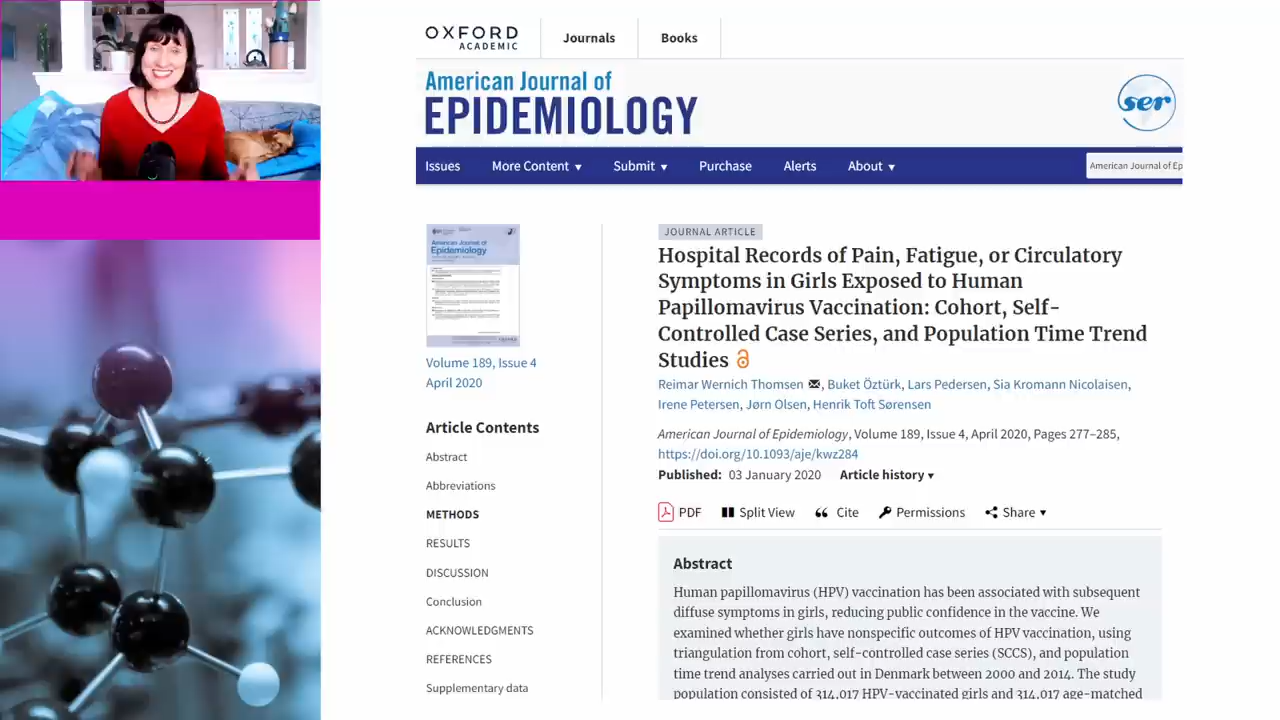 OXFORD
ACADEMIC
Journals
Books
American Journal of
EPIDEMIOLOGY
ser
Issues
More Content ▼
Submit ▼
Purchase
Alerts
About ▼
American Journal of Ep
American Journal of
Epidemiology
Volume 189, Issue 4
April 2020
Article Contents
Abstract
Abbreviations
METHODS
RESULTS
DISCUSSION
Conclusion
ACKNOWLEDGMENTS
REFERENCES
Supplementary data
JOURNAL ARTICLE
Hospital Records of Pain, Fatigue, or Circulatory
Symptoms in Girls Exposed to Human
Papillomavirus Vaccination: Cohort, Self-
Controlled Case Series, and Population Time Trend
Studies
Reimar Wernich Thomsen, Buket Öztürk, Lars Pedersen, Sia Kromann Nicolaisen,
Irene Petersen, Jørn Olsen, Henrik Toft Sørensen
American Journal of Epidemiology, Volume 189, Issue 4, April 2020, Pages 277–285,
https://doi.org/10.1093/aje/kwz284
Published: 03 January 2020 Article history ▼
PDF Split View Cite Permissions Share ▼
Abstract
Human papillomavirus (HPV) vaccination has been associated with subsequent
diffuse symptoms in girls, reducing public confidence in the vaccine. We
examined whether girls have nonspecific outcomes of HPV vaccination, using
triangulation from cohort, self-controlled case series (SCCS), and population
time trend analyses carried out in Denmark between 2000 and 2014. The study
population consisted of 314,017 HPV-vaccinated girls and 314,017 age-matched